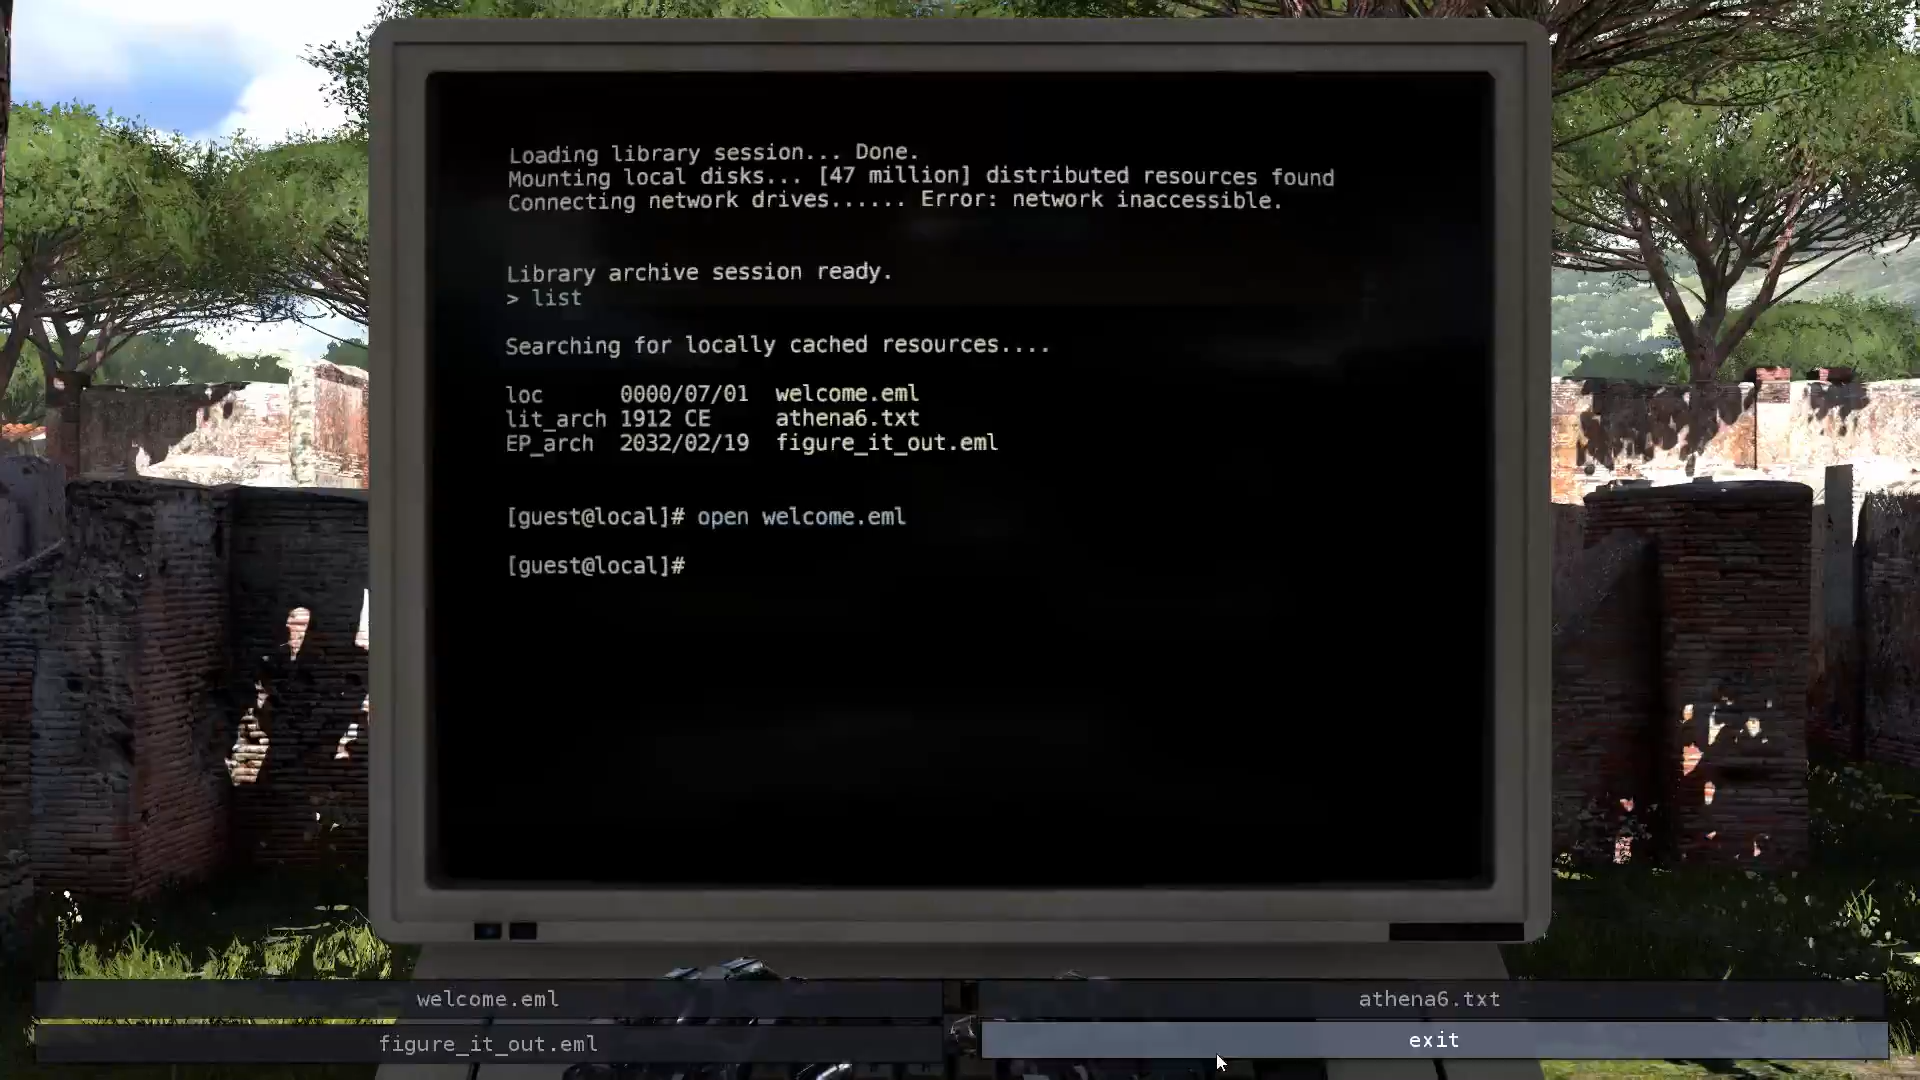 Loading library session... Done.
Mounting local disks... [47 million] distributed resources found
Connecting network drives...... Error: network inaccessible.
Library archive session ready.
> list
Searching for locally cached resources....
loc 0000/07/01 welcome.eml
lit_arch 1912 CE athena6.txt
EP_arch 2032/02/19 figure_it_out.eml
[guest@local]# open welcome.eml
[guest@local]#
welcome.eml
athena6.txt
figure_it_out.eml
exit